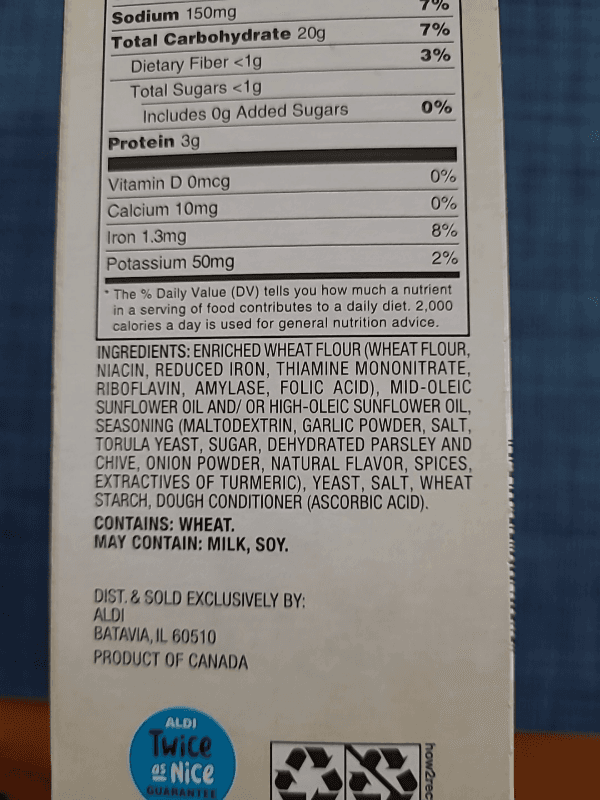 7%
Sodium 150mg
Total Carbohydrate 20g 7%
Dietary Fiber <1g 3%
Total Sugars <1g
Includes 0g Added Sugars 0%
Protein 3g
Vitamin D 0mcg 0%
Calcium 10mg 0%
Iron 1.3mg 8%
Potassium 50mg 2%
* The % Daily Value (DV) tells you how much a nutrient
in a serving of food contributes to a daily diet. 2,000
calories a day is used for general nutrition advice.
INGREDIENTS: ENRICHED WHEAT FLOUR (WHEAT FLOUR,
NIACIN, REDUCED IRON, THIAMINE MONONITRATE,
RIBOFLAVIN, AMYLASE, FOLIC ACID), MID-OLEIC
SUNFLOWER OIL AND/ OR HIGH-OLEIC SUNFLOWER OIL,
SEASONING (MALTODEXTRIN, GARLIC POWDER, SALT,
TORULA YEAST, SUGAR, DEHYDRATED PARSLEY AND
CHIVE, ONION POWDER, NATURAL FLAVOR, SPICES,
EXTRACTIVES OF TURMERIC), YEAST, SALT, WHEAT
STARCH, DOUGH CONDITIONER (ASCORBIC ACID).
CONTAINS: WHEAT.
MAY CONTAIN: MILK, SOY.
DIST. & SOLD EXCLUSIVELY BY:
ALDI
BATAVIA, IL 60510
PRODUCT OF CANADA
ALDI
Twice
as Nice
GUARANTEE
how2rec